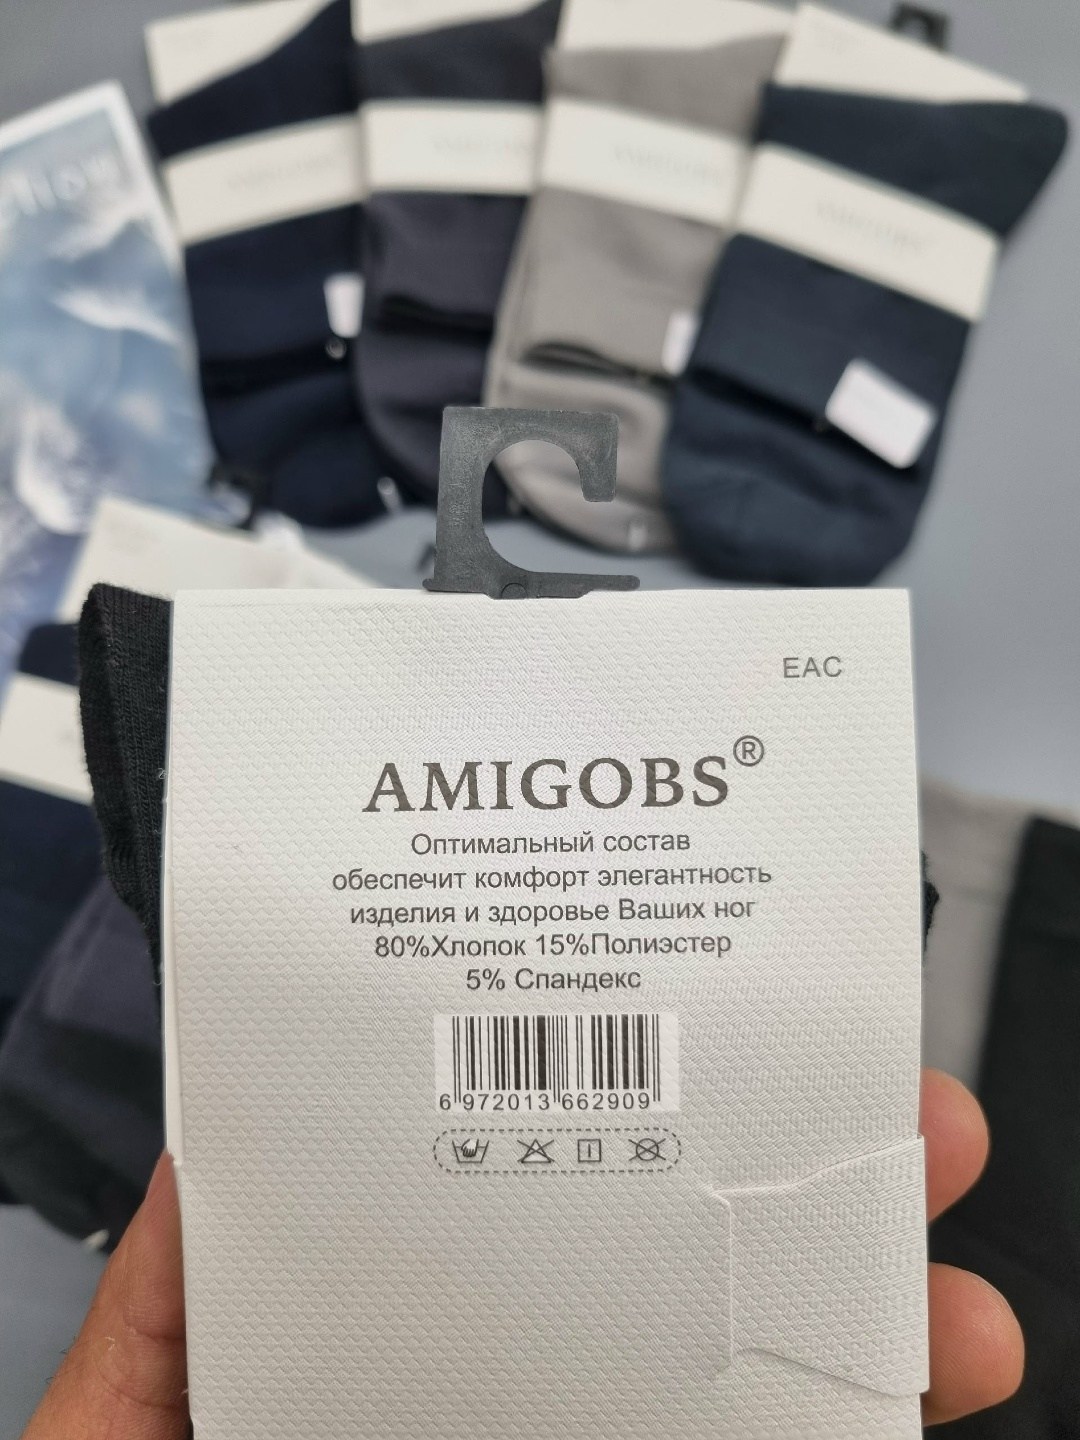 EAC
AMIGOBS®
Оптимальный состав
обеспечит комфорт элегантность
изделия и здоровье Ваших ног
80%Хлопок 15%Полиэстер
5% Спандекс
6 972013 662909
AMIGOBS